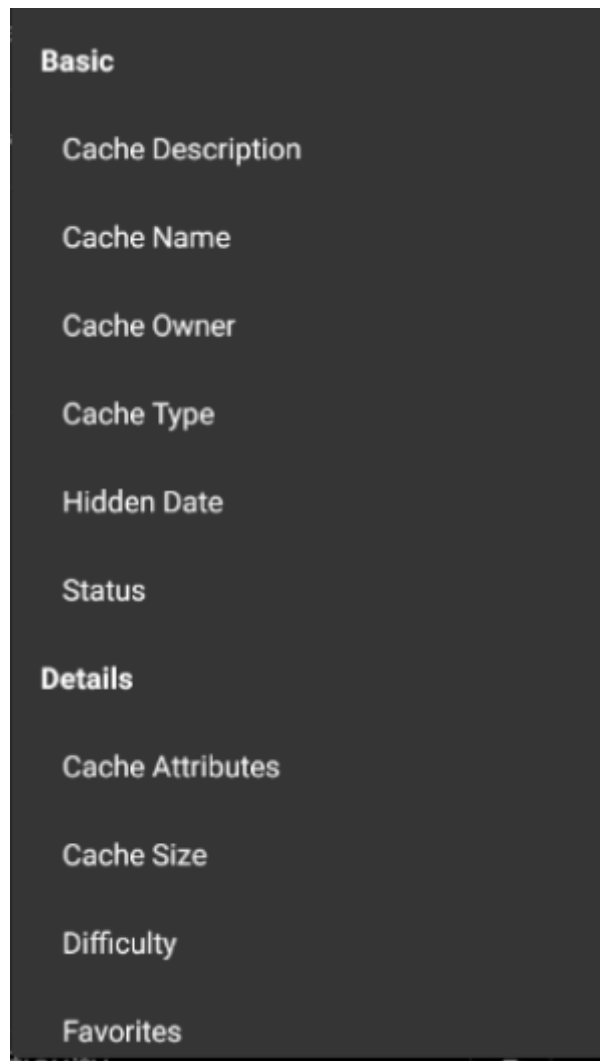 Basic
Cache Description
Cache Name
Cache Owner
Cache Type
Hidden Date
Status
Details
Cache Attributes
Cache Size
Difficulty
Favorites